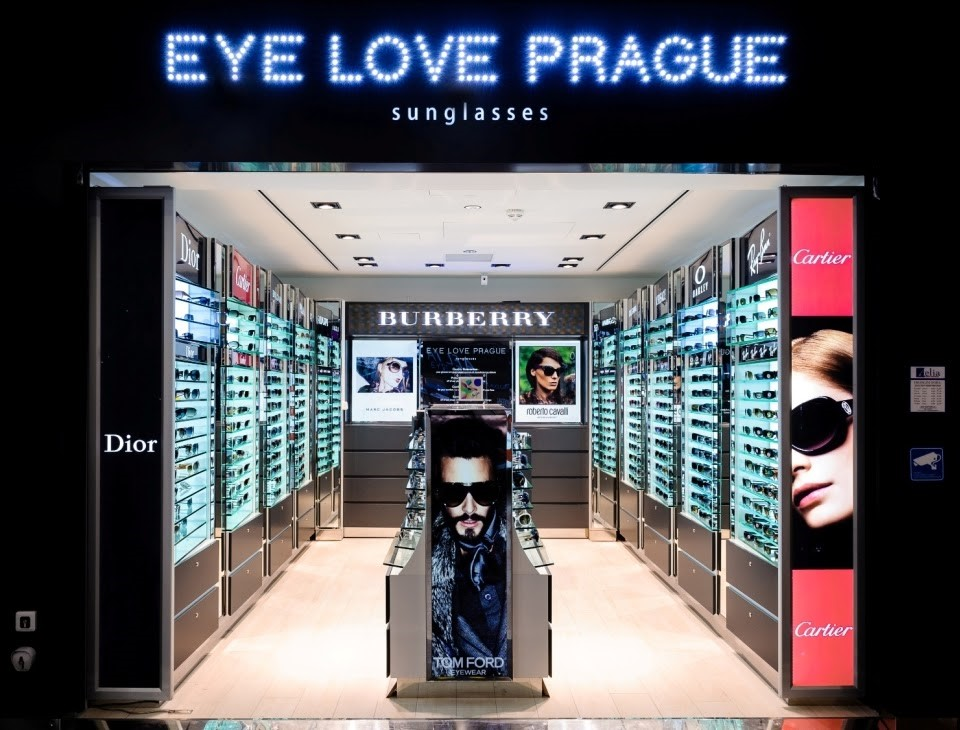 EYE LOVE PRAGUE
sunglasses
Dior
Dior
Cartier
BURBERRY
EYE LOVE PRAGUE
MARC JACOBS
roberto cavalli
TOM FORD
EYEWEAR
OAKLEY
Ray-Ban
Cartier
Cartier